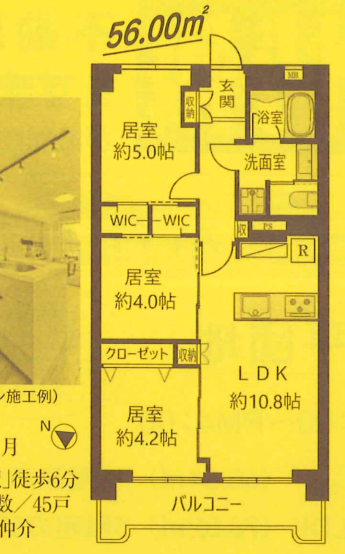 56.00m²
MB
玄関
収納
浴室
居室
約5.0帖
洗面室
WIC
WIC
収
PS
R
居室
約4.0帖
クローゼット
収納
LDK
約10.8帖
居室
約4.2帖
バルコニー
施工例)
N
月
」徒歩6分
数／45戸
仲介